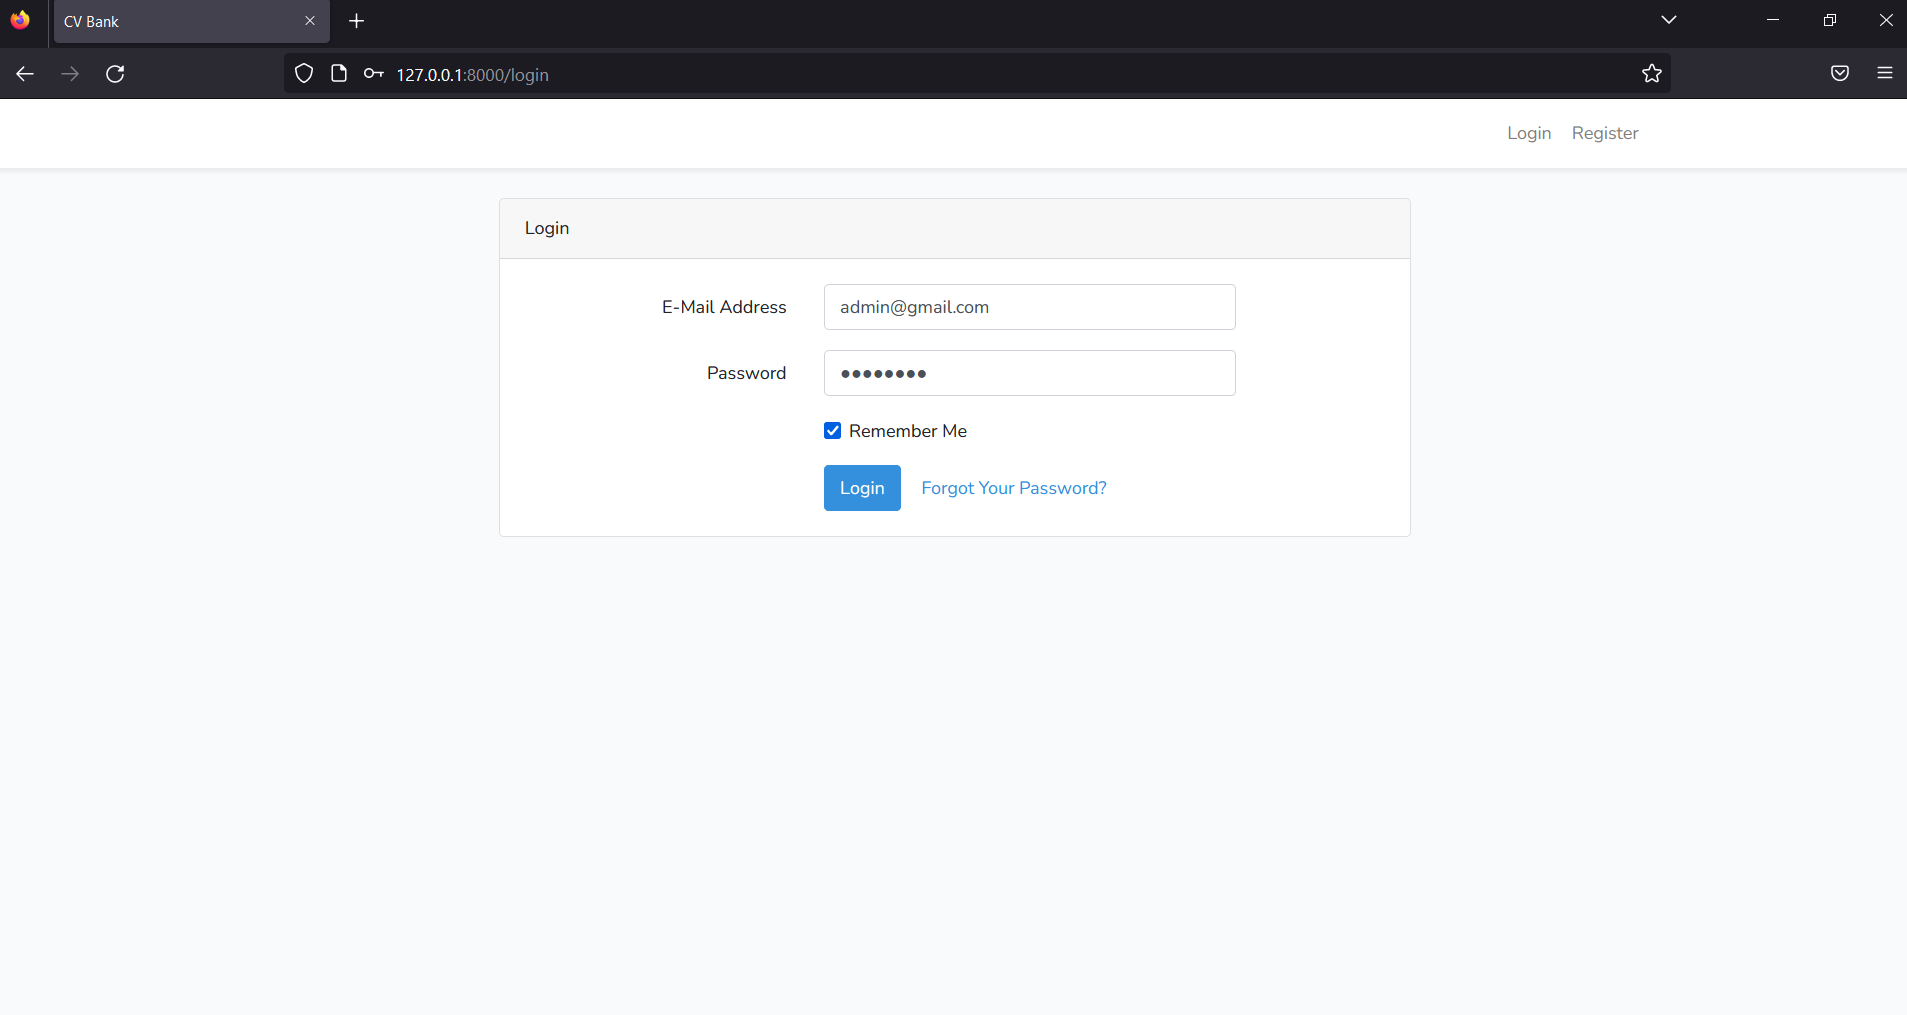 CV Bank
127.0.0.1:8000/login
Login Register
Login
E-Mail Address admin@gmail.com
Password ●●●●●●●●
Remember Me
Login Forgot Your Password?